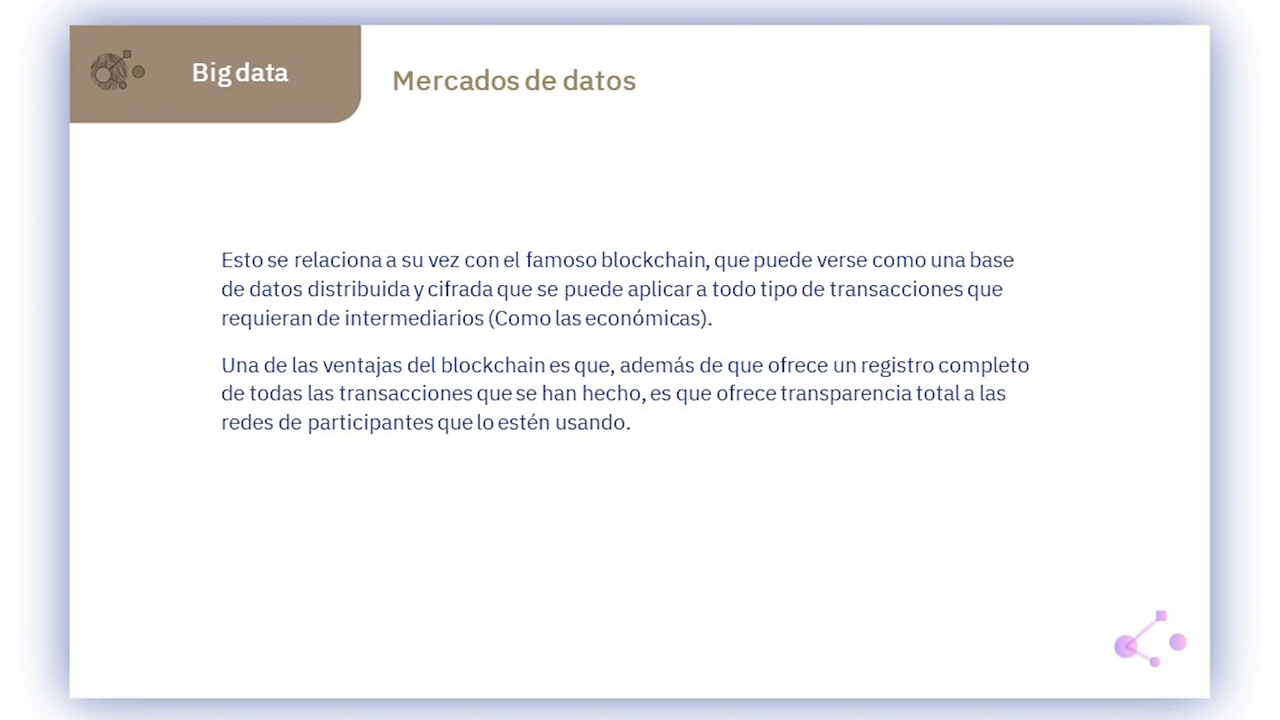 Big data
Mercados de datos
Esto se relaciona a su vez con el famoso blockchain, que puede verse como una base
de datos distribuida y cifrada que se puede aplicar a todo tipo de transacciones que
requieran de intermediarios (Como las económicas).
Una de las ventajas del blockchain es que, además de que ofrece un registro completo
de todas las transacciones que se han hecho, es que ofrece transparencia total a las
redes de participantes que lo estén usando.